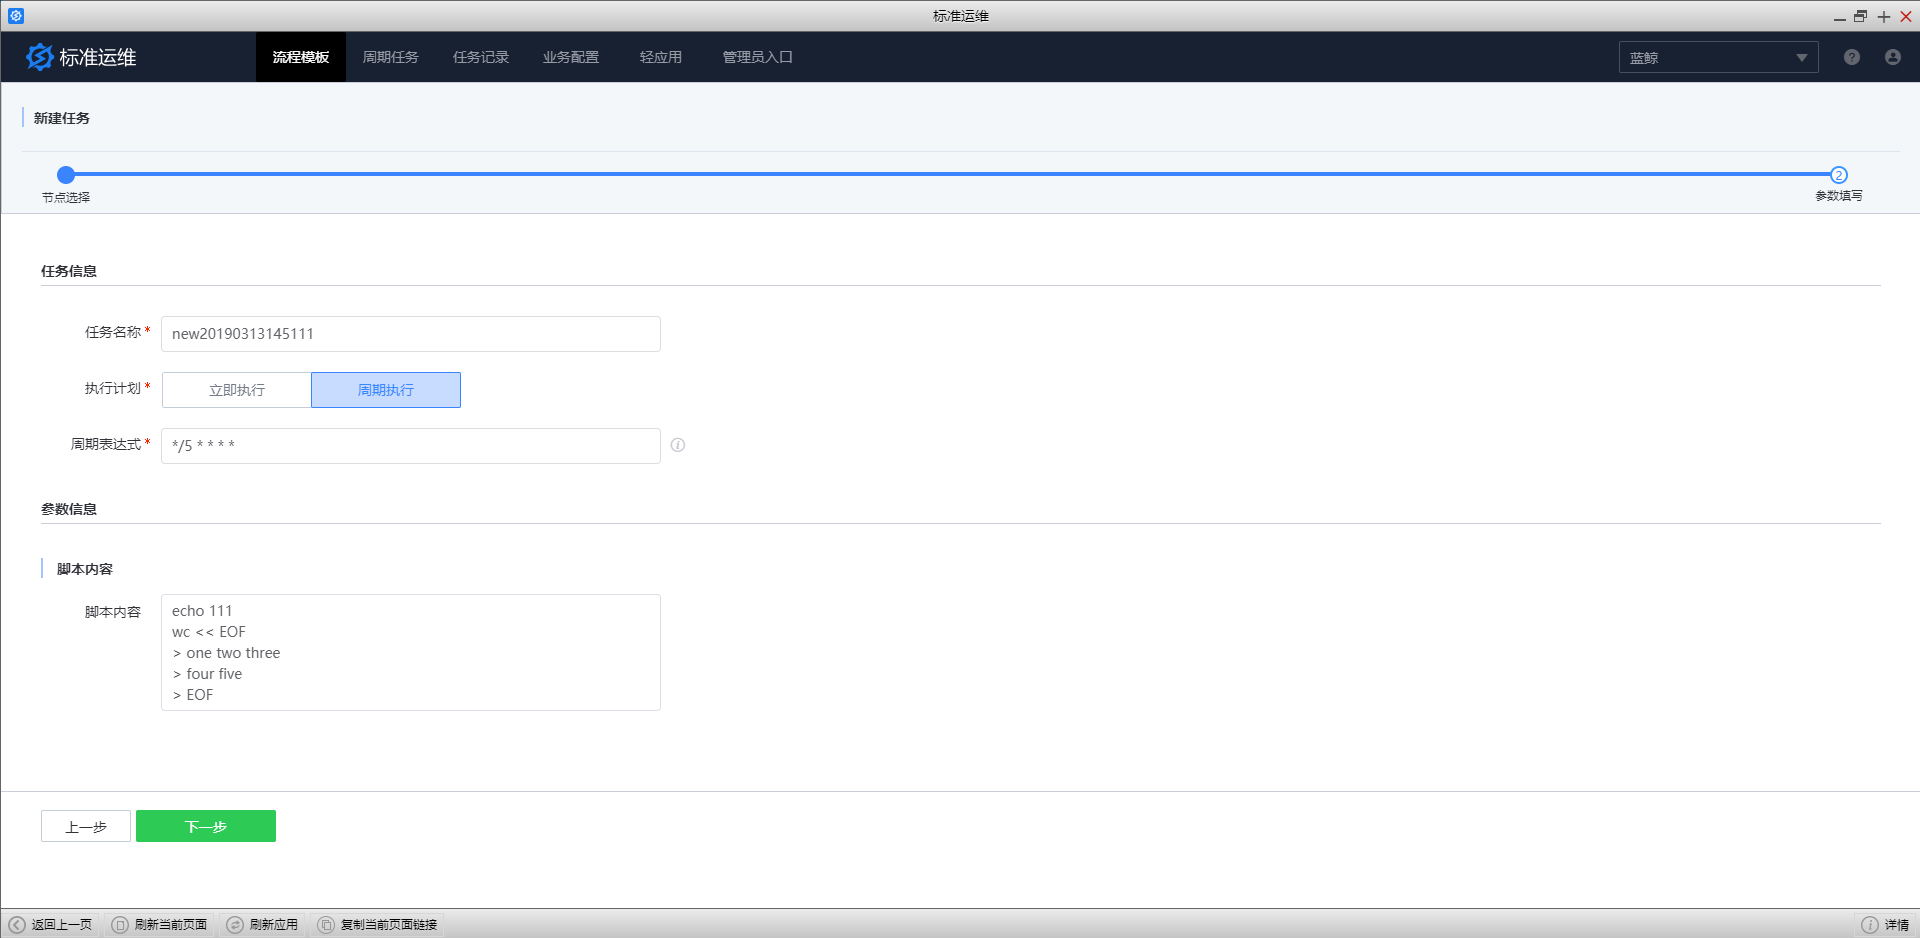 标准运维
标准运维
流程模板 周期任务 任务记录 业务配置 轻应用 管理员入口 蓝鲸
新建任务
节点选择
2
参数填写
任务信息
任务名称 * new20190313145111
执行计划 * 立即执行 周期执行
周期表达式 * */5 * * * *
参数信息
脚本内容
脚本内容
echo 111
wc << EOF
> one two three
> four five
> EOF
上一步 下一步
返回上一页 刷新当前页面 刷新应用 复制当前页面链接 详情